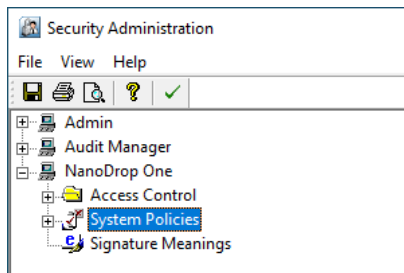 Security Administration
File View Help
Admin
Audit Manager
NanoDrop One
Access Control
System Policies
Signature Meanings